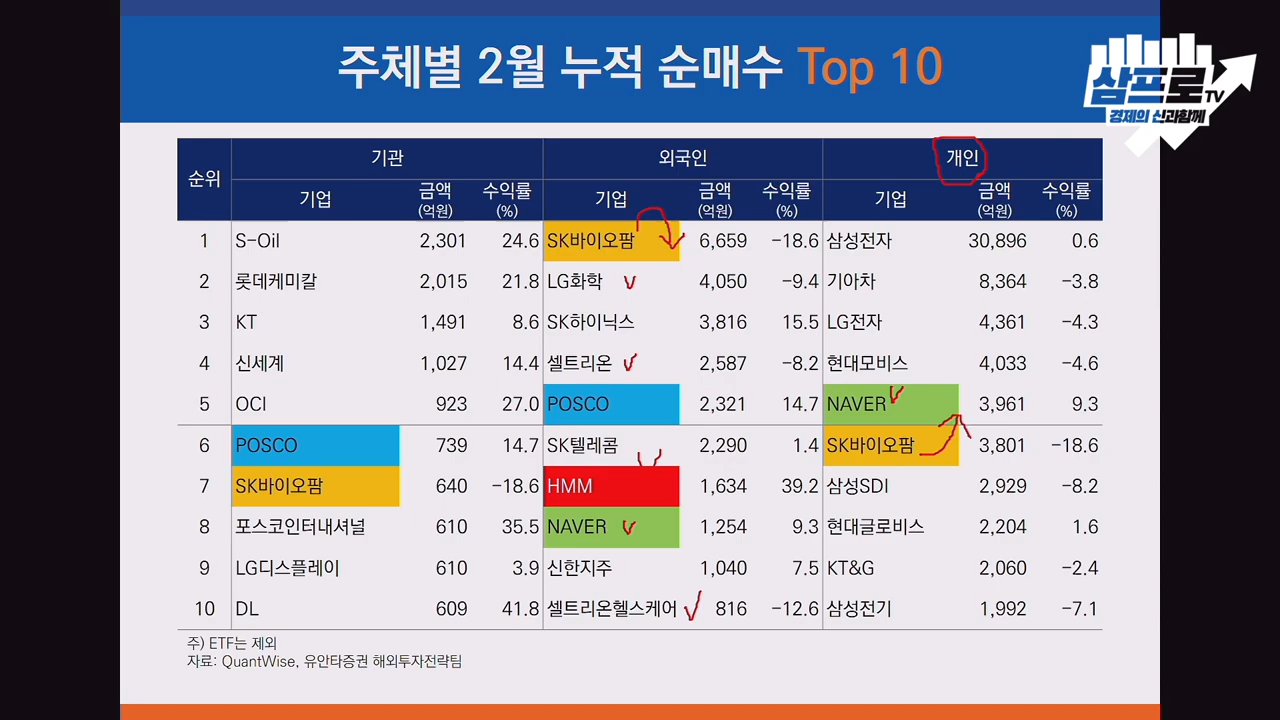 주체별 2월 누적 순매수 Top 10
삼프로TV
경제의 신과함께
순위 기관 외국인 개인
기업 금액(억원) 수익률(%) 기업 금액(억원) 수익률(%) 기업 금액(억원) 수익률(%)
1 S-Oil 2,301 24.6 SK바이오팜 6,659 -18.6 삼성전자 30,896 0.6
2 롯데케미칼 2,015 21.8 LG화학 4,050 -9.4 기아차 8,364 -3.8
3 KT 1,491 8.6 SK하이닉스 3,816 15.5 LG전자 4,361 -4.3
4 신세계 1,027 14.4 셀트리온 2,587 -8.2 현대모비스 4,033 -4.6
5 OCI 923 27.0 POSCO 2,321 14.7 NAVER 3,961 9.3
6 POSCO 739 14.7 SK텔레콤 2,290 1.4 SK바이오팜 3,801 -18.6
7 SK바이오팜 640 -18.6 HMM 1,634 39.2 삼성SDI 2,929 -8.2
8 포스코인터내셔널 610 35.5 NAVER 1,254 9.3 현대글로비스 2,204 1.6
9 LG디스플레이 610 3.9 신한지주 1,040 7.5 KT&G 2,060 -2.4
10 DL 609 41.8 셀트리온헬스케어 816 -12.6 삼성전기 1,992 -7.1
주) ETF는 제외
자료: QuantWise, 유안타증권 해외투자전략팀